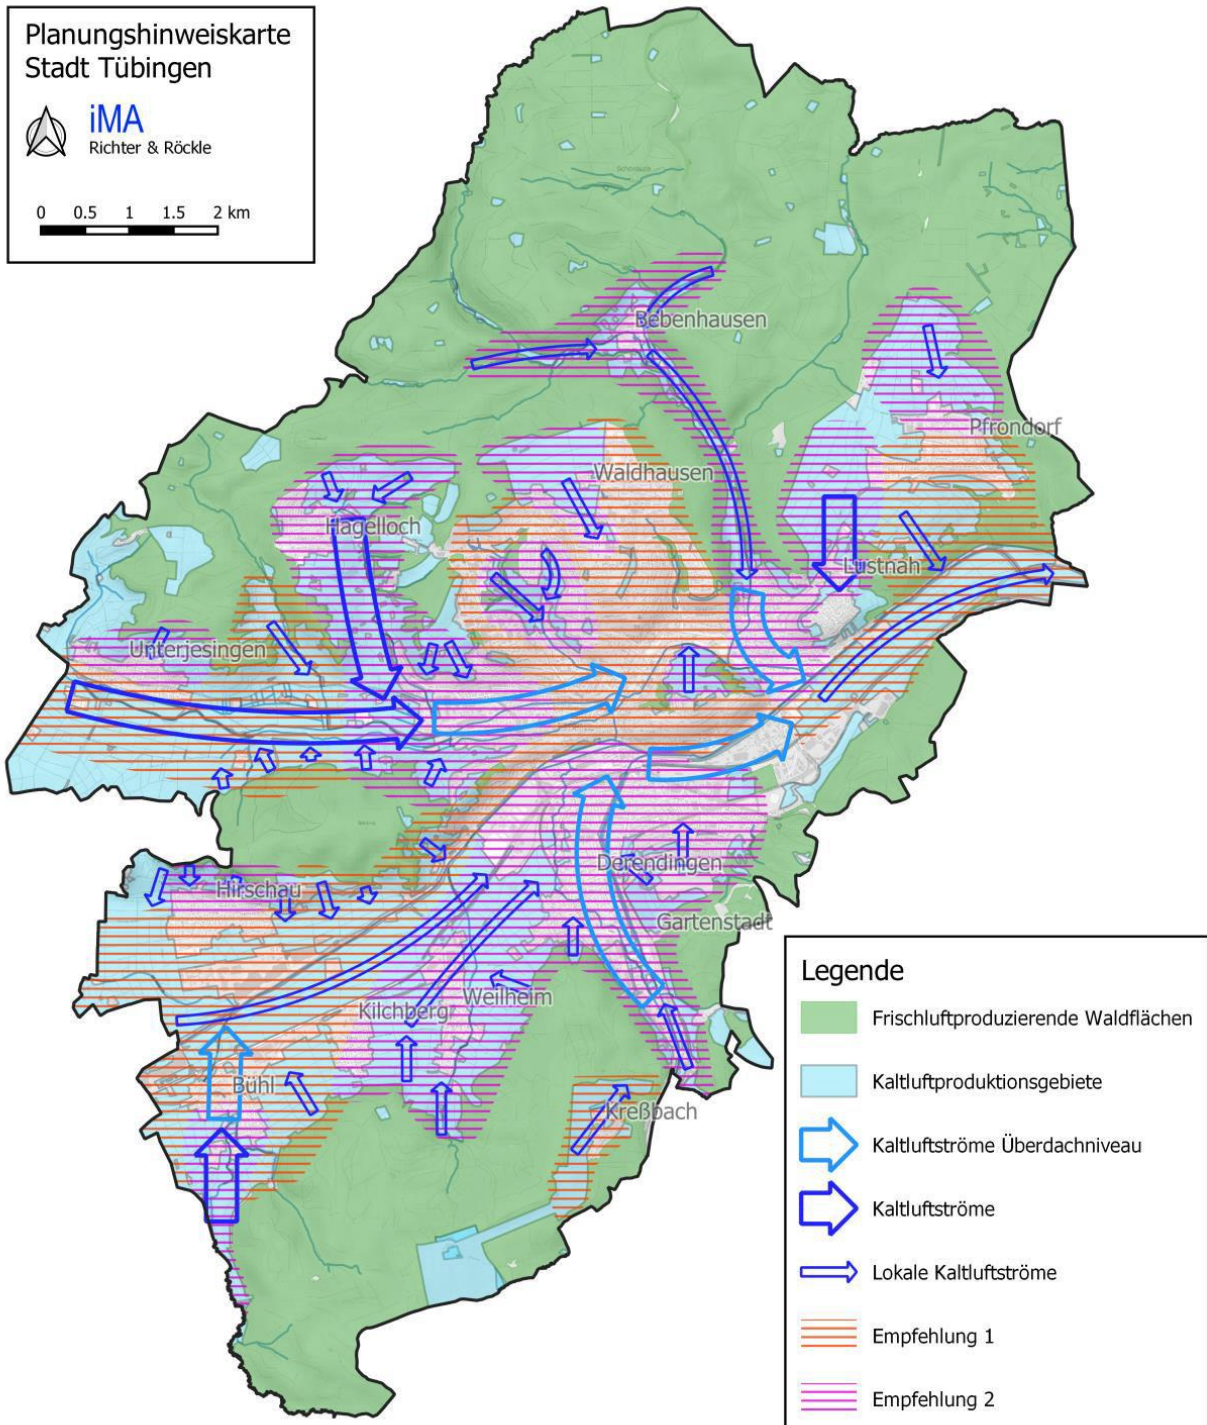 Planungshinweiskarte
Stadt Tübingen
iMA
Richter & Röckle
0 0.5 1 1.5 2 km
Bebenhausen
Pfrondorf
Waldhausen
Hagelloch
Lustnau
Unterjesingen
Derendingen
Hirschau
Gartenstadt
Weilheim
Kilchberg
Bühl
Kreßbach
Legende
Frischluftproduzierende Waldflächen
Kaltluftproduktionsgebiete
Kaltluftströme Überdachniveau
Kaltluftströme
Lokale Kaltluftströme
Empfehlung 1
Empfehlung 2